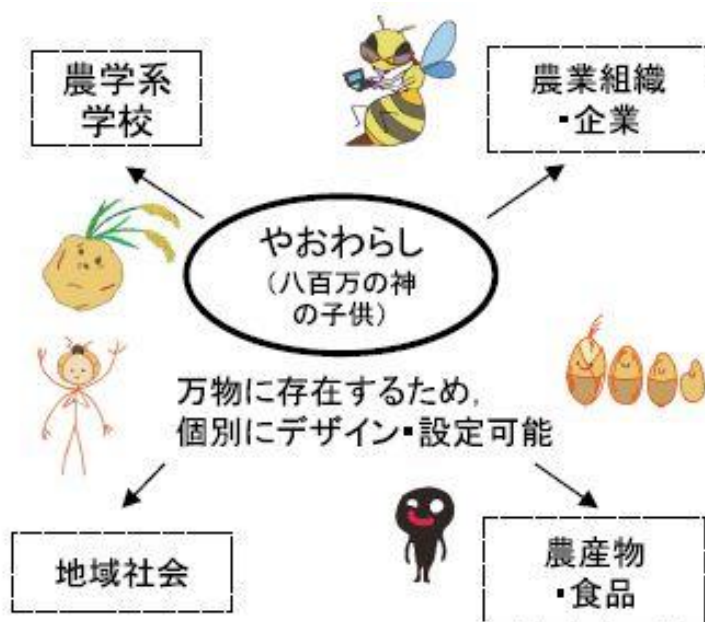 農学系
学校
農業組織
・企業
やおわらし
（八百万の神
の子供）
万物に存在するため，
個別にデザイン・設定可能
地域社会
農産物
・食品